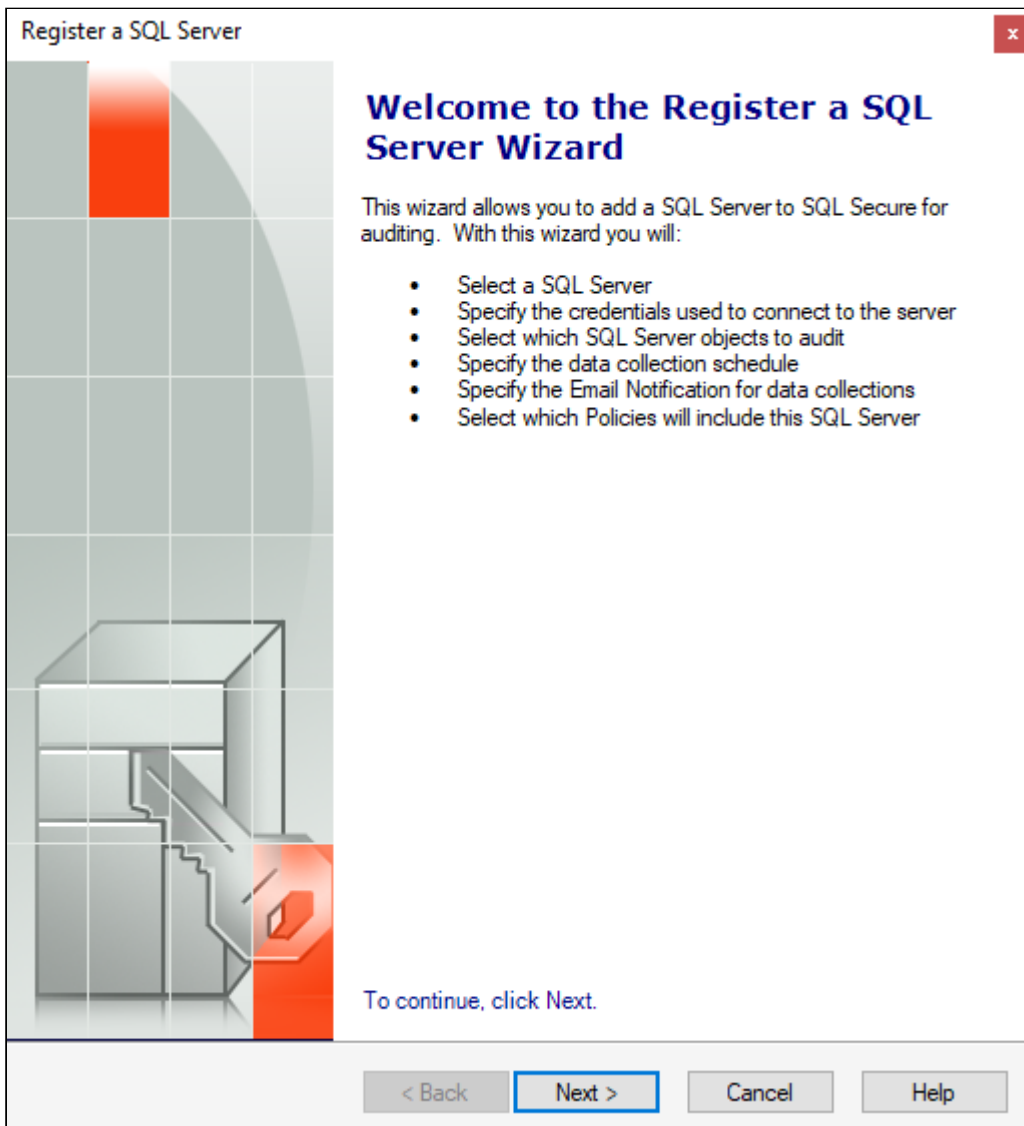 Register a SQL Server
x
Welcome to the Register a SQL
Server Wizard
This wizard allows you to add a SQL Server to SQL Secure for
auditing.  With this wizard you will:
• Select a SQL Server
• Specify the credentials used to connect to the server
• Select which SQL Server objects to audit
• Specify the data collection schedule
• Specify the Email Notification for data collections
• Select which Policies will include this SQL Server
To continue, click Next.
< Back Next > Cancel Help